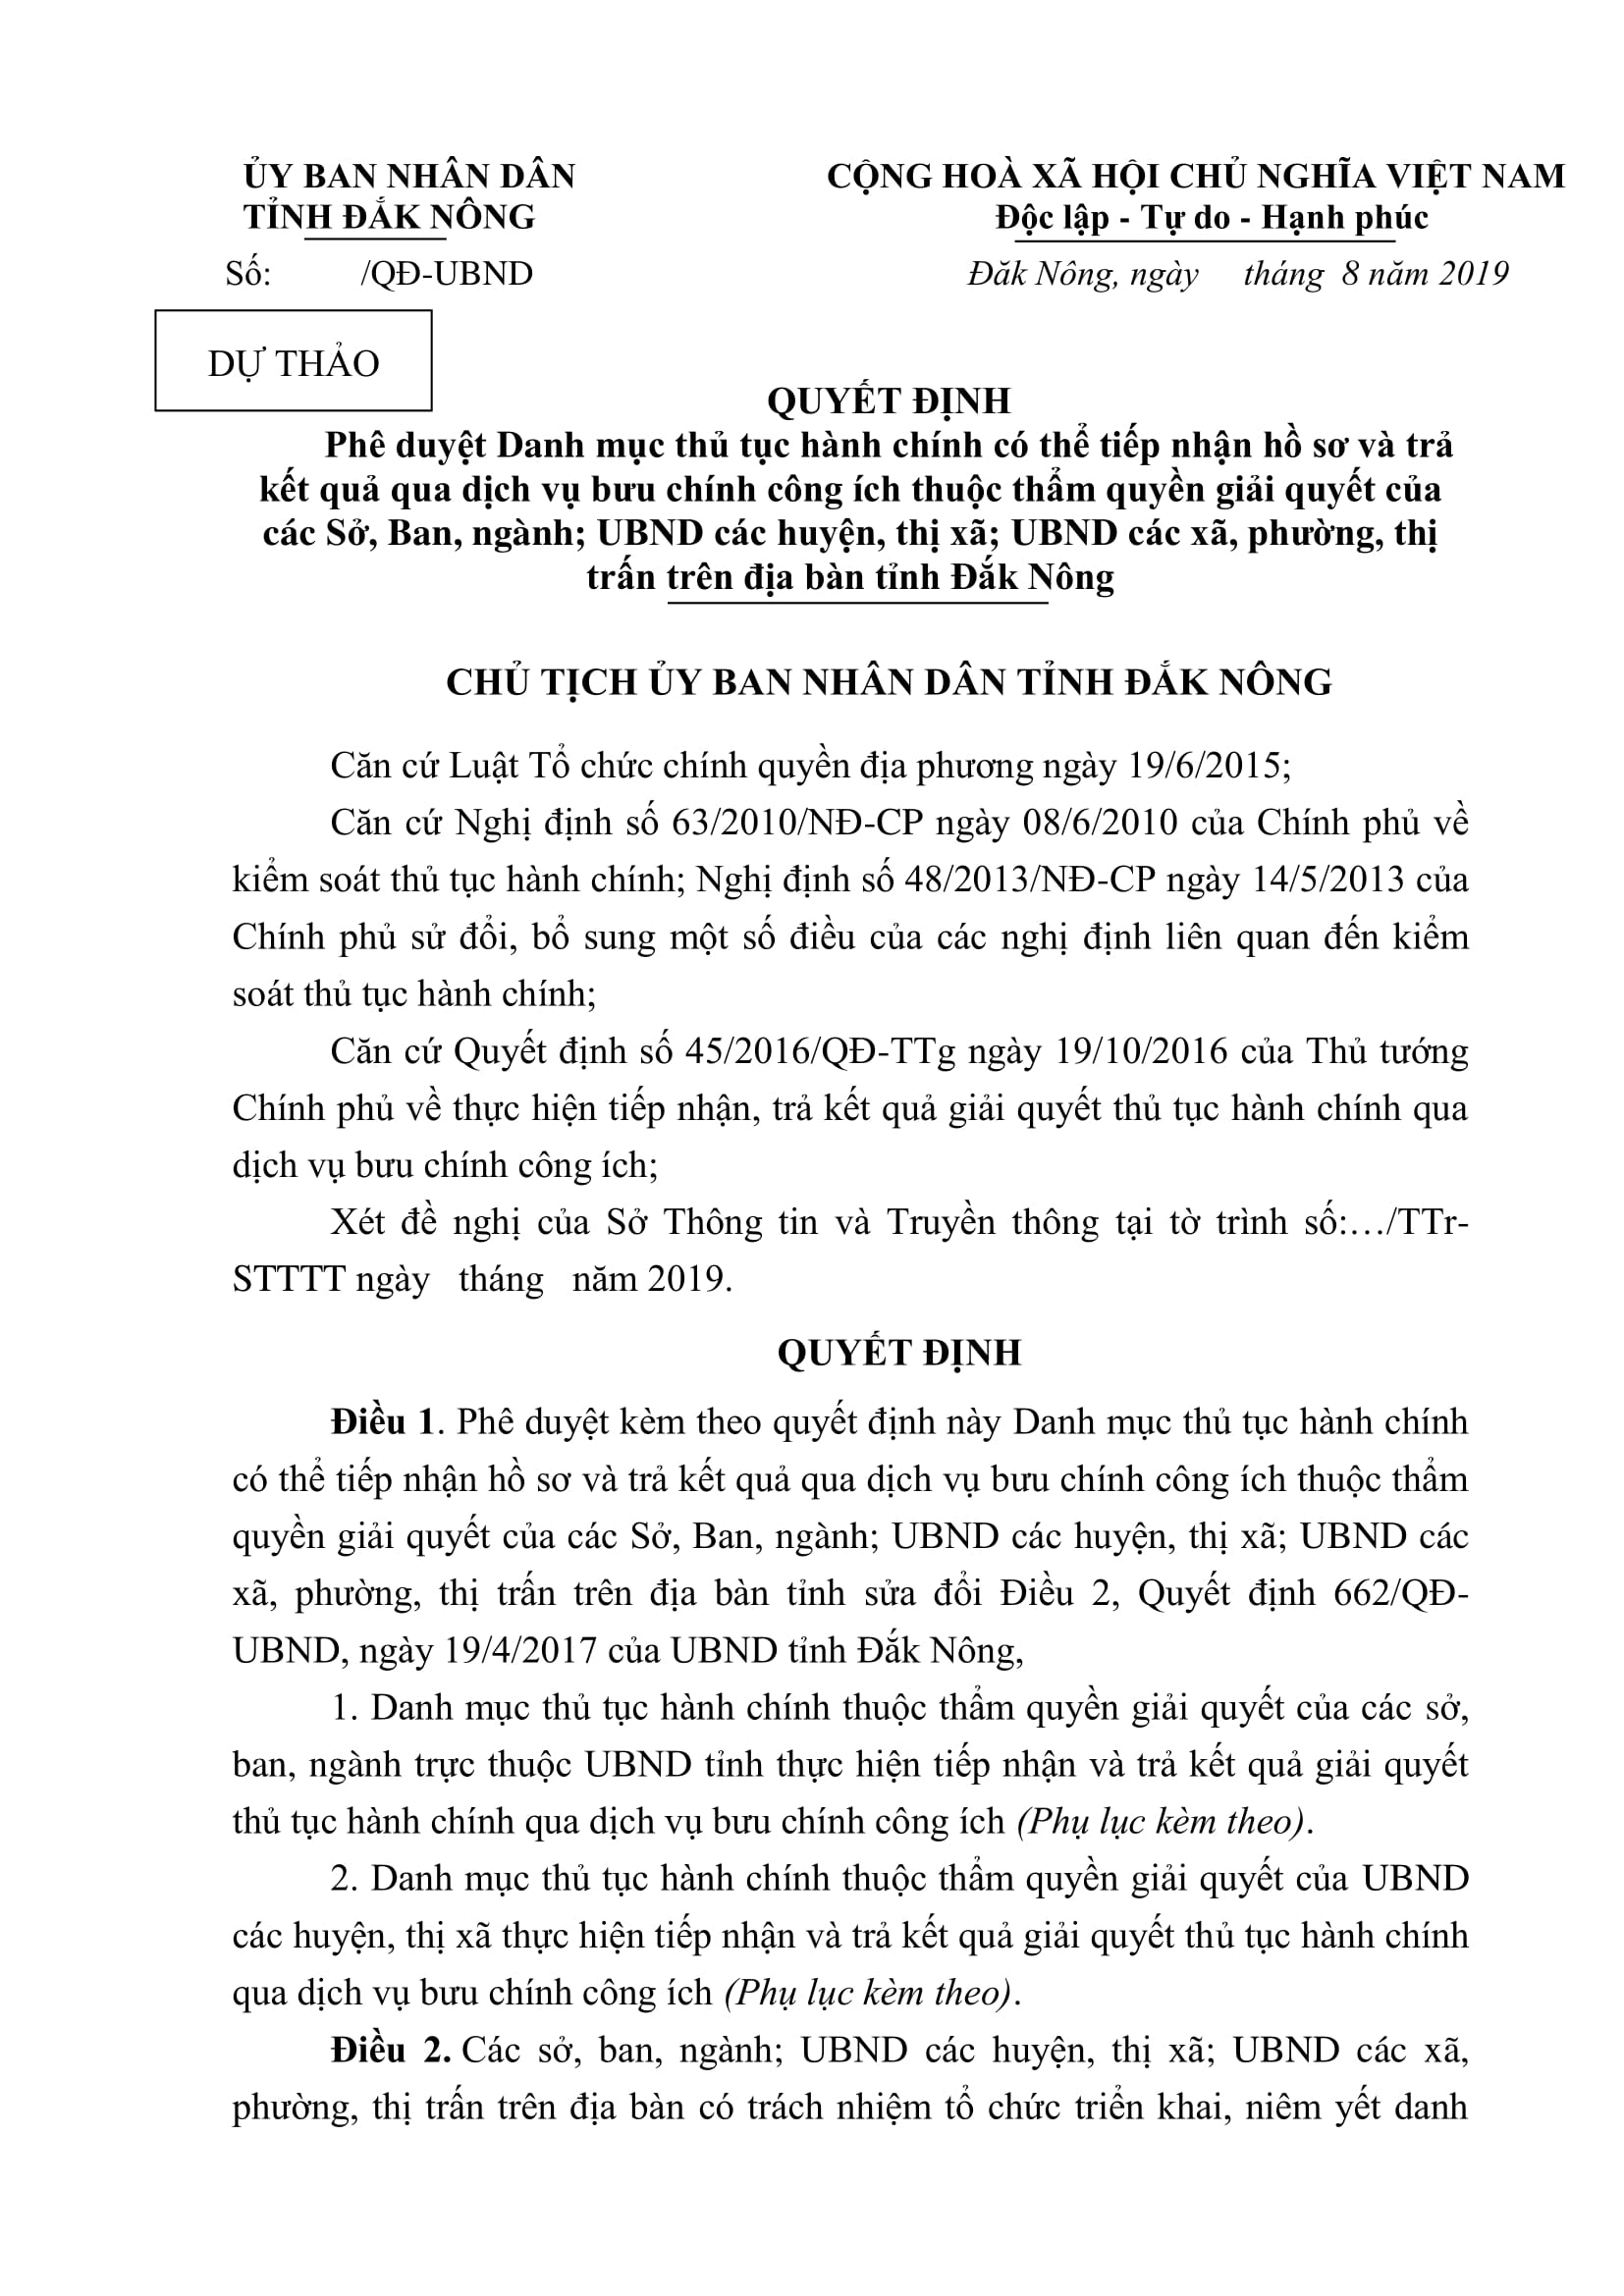 ỦY BAN NHÂN DÂN
TỈNH ĐẮK NÔNG
CỘNG HOÀ XÃ HỘI CHỦ NGHĨA VIỆT NAM
Độc lập - Tự do - Hạnh phúc
Số: /QĐ-UBND
Đăk Nông, ngày tháng 8 năm 2019
DỰ THẢO
QUYẾT ĐỊNH
Phê duyệt Danh mục thủ tục hành chính có thể tiếp nhận hồ sơ và trả
kết quả qua dịch vụ bưu chính công ích thuộc thẩm quyền giải quyết của
các Sở, Ban, ngành; UBND các huyện, thị xã; UBND các xã, phường, thị
trấn trên địa bàn tỉnh Đắk Nông
CHỦ TỊCH ỦY BAN NHÂN DÂN TỈNH ĐẮK NÔNG
Căn cứ Luật Tổ chức chính quyền địa phương ngày 19/6/2015;
Căn cứ Nghị định số 63/2010/NĐ-CP ngày 08/6/2010 của Chính phủ về
kiểm soát thủ tục hành chính; Nghị định số 48/2013/NĐ-CP ngày 14/5/2013 của
Chính phủ sử đổi, bổ sung một số điều của các nghị định liên quan đến kiểm
soát thủ tục hành chính;
Căn cứ Quyết định số 45/2016/QĐ-TTg ngày 19/10/2016 của Thủ tướng
Chính phủ về thực hiện tiếp nhận, trả kết quả giải quyết thủ tục hành chính qua
dịch vụ bưu chính công ích;
Xét đề nghị của Sở Thông tin và Truyền thông tại tờ trình số:…/TTr-
STTTT ngày tháng năm 2019.
QUYẾT ĐỊNH
Điều 1. Phê duyệt kèm theo quyết định này Danh mục thủ tục hành chính
có thể tiếp nhận hồ sơ và trả kết quả qua dịch vụ bưu chính công ích thuộc thẩm
quyền giải quyết của các Sở, Ban, ngành; UBND các huyện, thị xã; UBND các
xã, phường, thị trấn trên địa bàn tỉnh sửa đổi Điều 2, Quyết định 662/QĐ-
UBND, ngày 19/4/2017 của UBND tỉnh Đắk Nông,
1. Danh mục thủ tục hành chính thuộc thẩm quyền giải quyết của các sở,
ban, ngành trực thuộc UBND tỉnh thực hiện tiếp nhận và trả kết quả giải quyết
thủ tục hành chính qua dịch vụ bưu chính công ích (Phụ lục kèm theo).
2. Danh mục thủ tục hành chính thuộc thẩm quyền giải quyết của UBND
các huyện, thị xã thực hiện tiếp nhận và trả kết quả giải quyết thủ tục hành chính
qua dịch vụ bưu chính công ích (Phụ lục kèm theo).
Điều 2. Các sở, ban, ngành; UBND các huyện, thị xã; UBND các xã,
phường, thị trấn trên địa bàn có trách nhiệm tổ chức triển khai, niêm yết danh